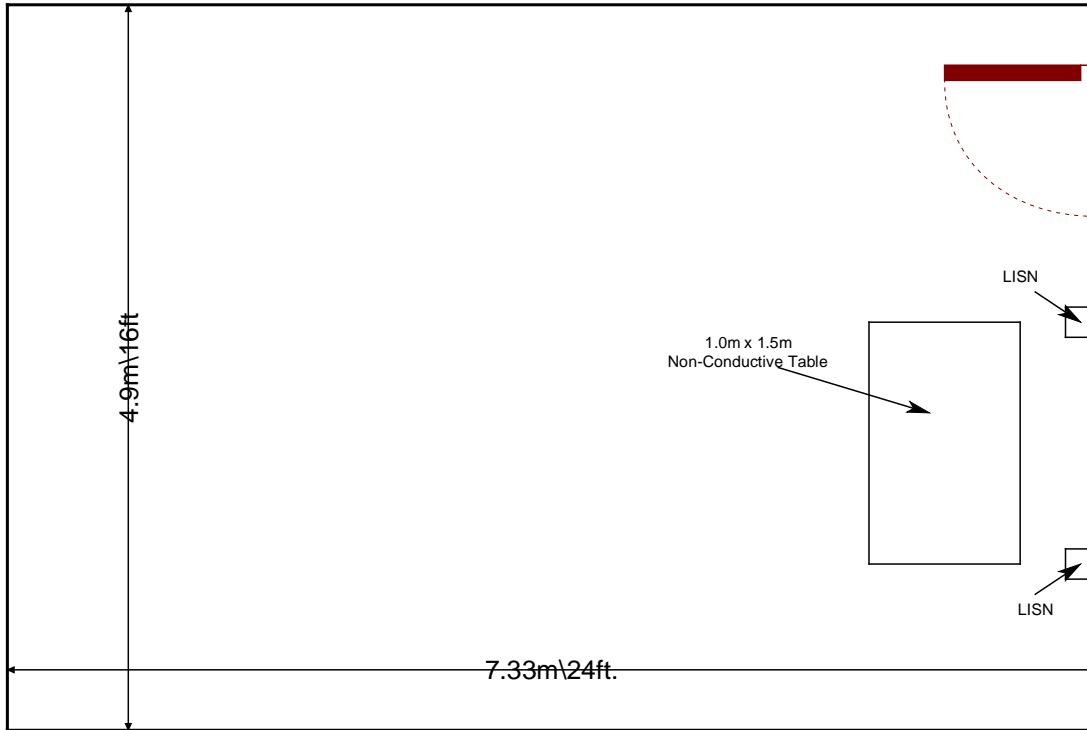 LISN
4.9m\16ft
1.0m x 1.5m
Non-Conductive Table
LISN
7.33m\24ft.